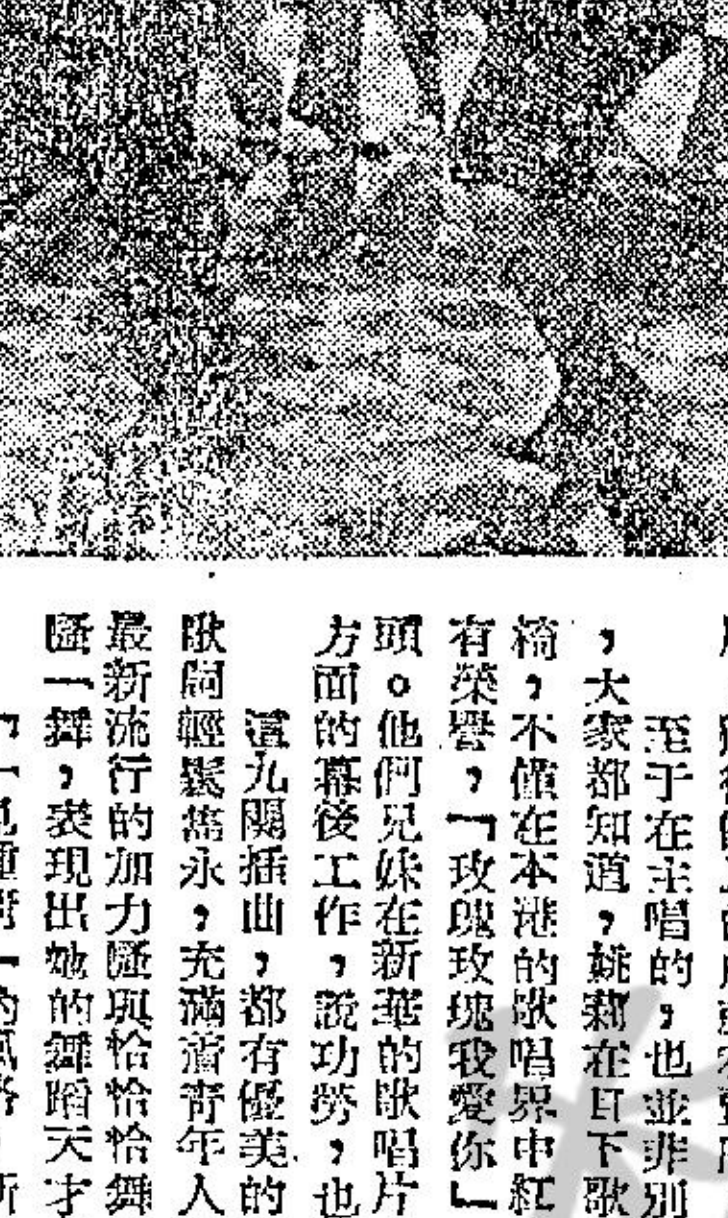 至于在主唱的，也並非別
，大家都知道，姚莉在目下歌
椅，不僅在本港的歌唱界中紅
有榮譽，「玫瑰玫瑰我愛你」
頭。他們兄妹在新華的歌唱片
方面的幕後工作，說功勞，也
這九闋插曲，都有優美的
歌詞輕鬆雋永，充滿着青年人
最新流行的加力騷與恰恰恰舞
騷一舞，表現出她的舞蹈天才